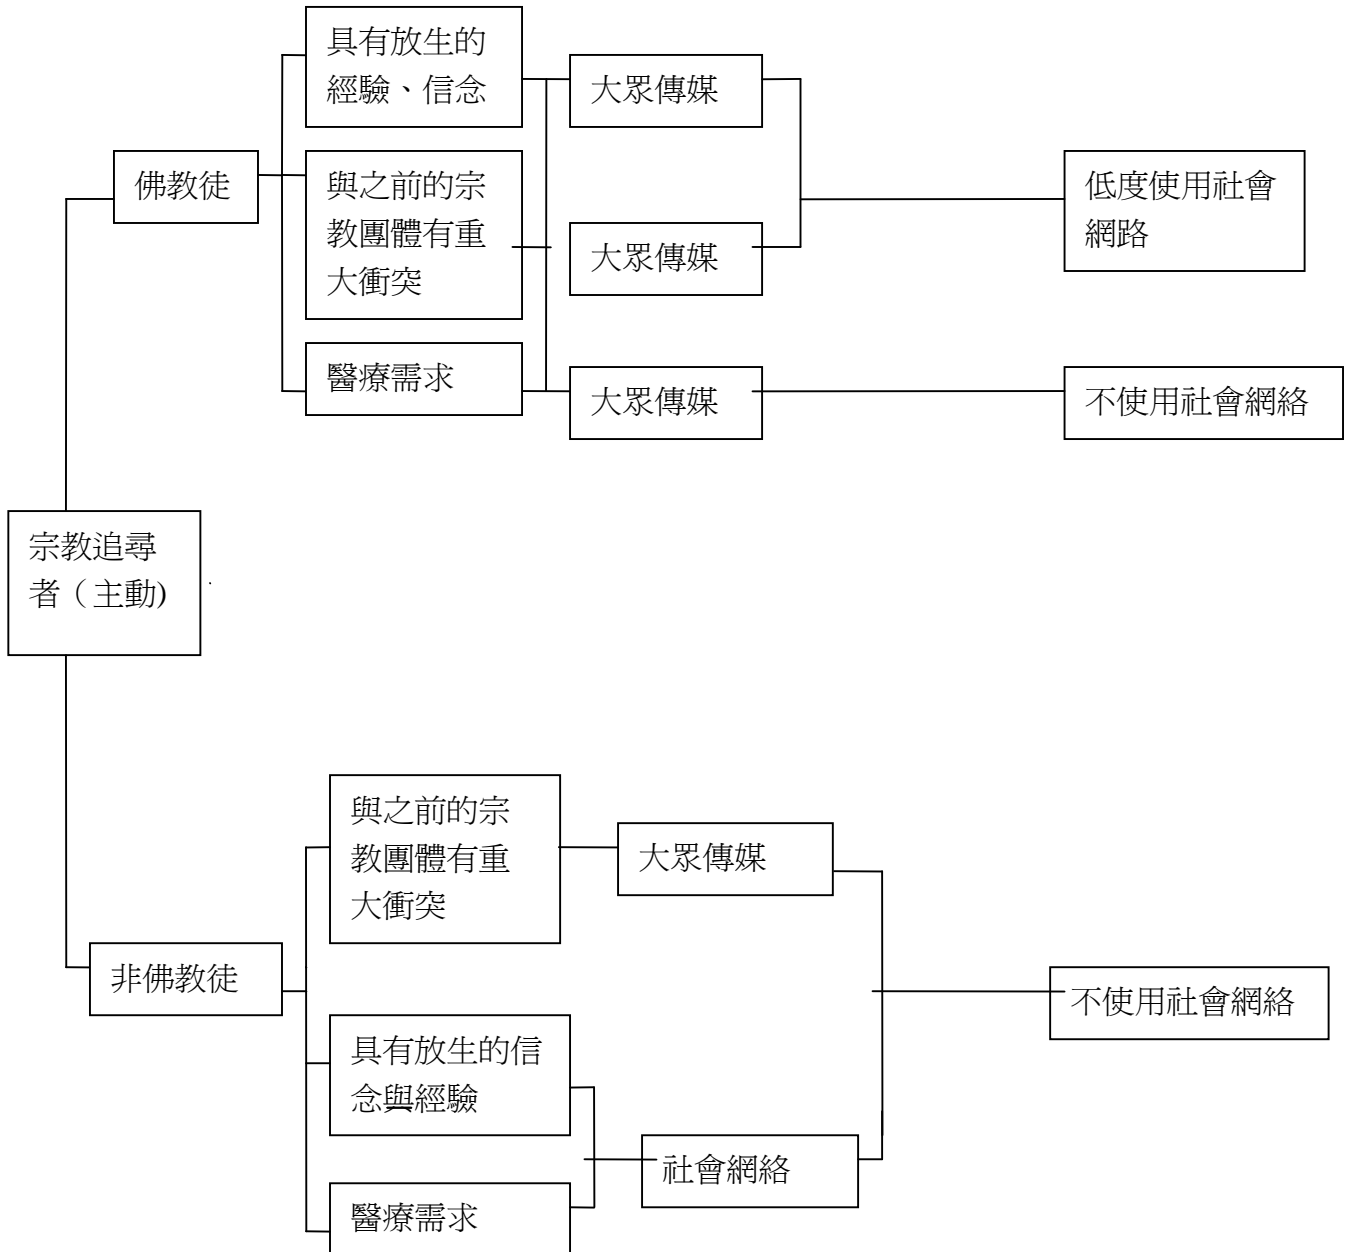 具有放生的
經驗、信念
大眾傳媒
佛教徒
與之前的宗
教團體有重
大衝突
大眾傳媒
低度使用社會
網路
醫療需求
大眾傳媒
不使用社會網絡
宗教追尋
者（主動)
與之前的宗
教團體有重
大衝突
大眾傳媒
非佛教徒
不使用社會網絡
具有放生的信
念與經驗
社會網絡
醫療需求